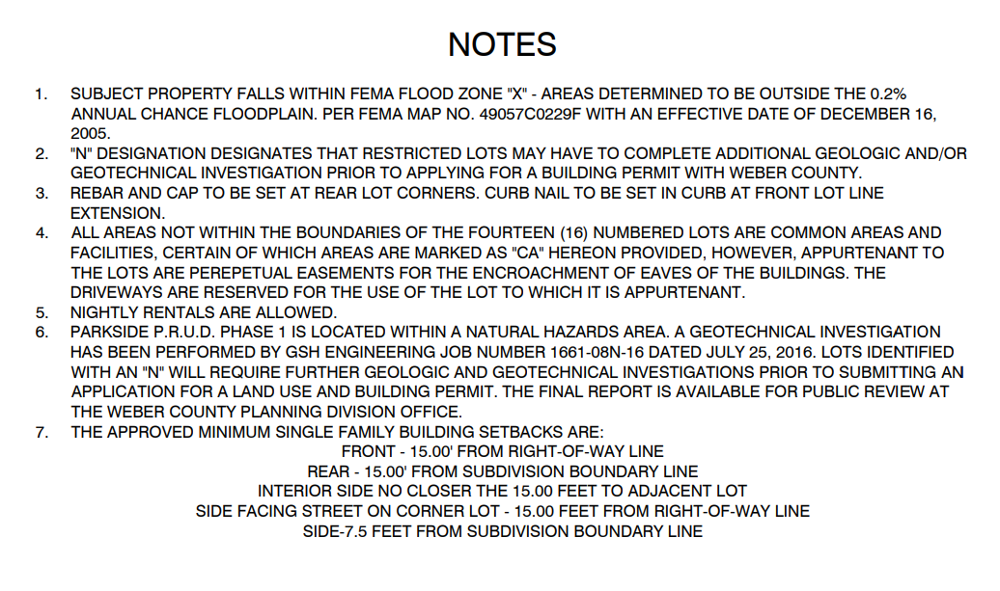 NOTES
1. SUBJECT PROPERTY FALLS WITHIN FEMA FLOOD ZONE "X" - AREAS DETERMINED TO BE OUTSIDE THE 0.2%
ANNUAL CHANCE FLOODPLAIN. PER FEMA MAP NO. 49057C0229F WITH AN EFFECTIVE DATE OF DECEMBER 16,
2005.
2. "N" DESIGNATION DESIGNATES THAT RESTRICTED LOTS MAY HAVE TO COMPLETE ADDITIONAL GEOLOGIC AND/OR
GEOTECHNICAL INVESTIGATION PRIOR TO APPLYING FOR A BUILDING PERMIT WITH WEBER COUNTY.
3. REBAR AND CAP TO BE SET AT REAR LOT CORNERS. CURB NAIL TO BE SET IN CURB AT FRONT LOT LINE
EXTENSION.
4. ALL AREAS NOT WITHIN THE BOUNDARIES OF THE FOURTEEN (16) NUMBERED LOTS ARE COMMON AREAS AND
FACILITIES, CERTAIN OF WHICH AREAS ARE MARKED AS "CA" HEREON PROVIDED, HOWEVER, APPURTENANT TO
THE LOTS ARE PEREPETUAL EASEMENTS FOR THE ENCROACHMENT OF EAVES OF THE BUILDINGS. THE
DRIVEWAYS ARE RESERVED FOR THE USE OF THE LOT TO WHICH IT IS APPURTENANT.
5. NIGHTLY RENTALS ARE ALLOWED.
6. PARKSIDE P.R.U.D. PHASE 1 IS LOCATED WITHIN A NATURAL HAZARDS AREA. A GEOTECHNICAL INVESTIGATION
HAS BEEN PERFORMED BY GSH ENGINEERING JOB NUMBER 1661-08N-16 DATED JULY 25, 2016. LOTS IDENTIFIED
WITH AN "N" WILL REQUIRE FURTHER GEOLOGIC AND GEOTECHNICAL INVESTIGATIONS PRIOR TO SUBMITTING AN
APPLICATION FOR A LAND USE AND BUILDING PERMIT. THE FINAL REPORT IS AVAILABLE FOR PUBLIC REVIEW AT
THE WEBER COUNTY PLANNING DIVISION OFFICE.
7. THE APPROVED MINIMUM SINGLE FAMILY BUILDING SETBACKS ARE:
FRONT - 15.00' FROM RIGHT-OF-WAY LINE
REAR - 15.00' FROM SUBDIVISION BOUNDARY LINE
INTERIOR SIDE NO CLOSER THE 15.00 FEET TO ADJACENT LOT
SIDE FACING STREET ON CORNER LOT - 15.00 FEET FROM RIGHT-OF-WAY LINE
SIDE-7.5 FEET FROM SUBDIVISION BOUNDARY LINE